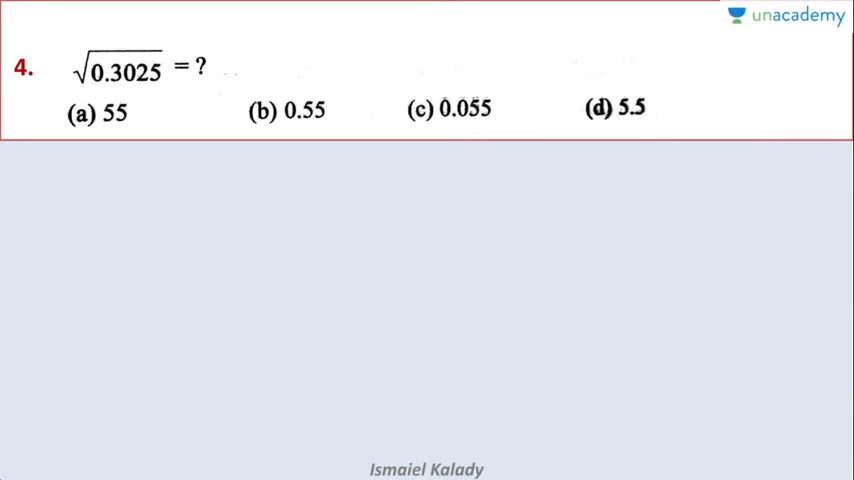 unacademy
4. √0.3025 = ?
(a) 55 (b) 0.55 (c) 0.055 (d) 5.5
Ismaiel Kalady